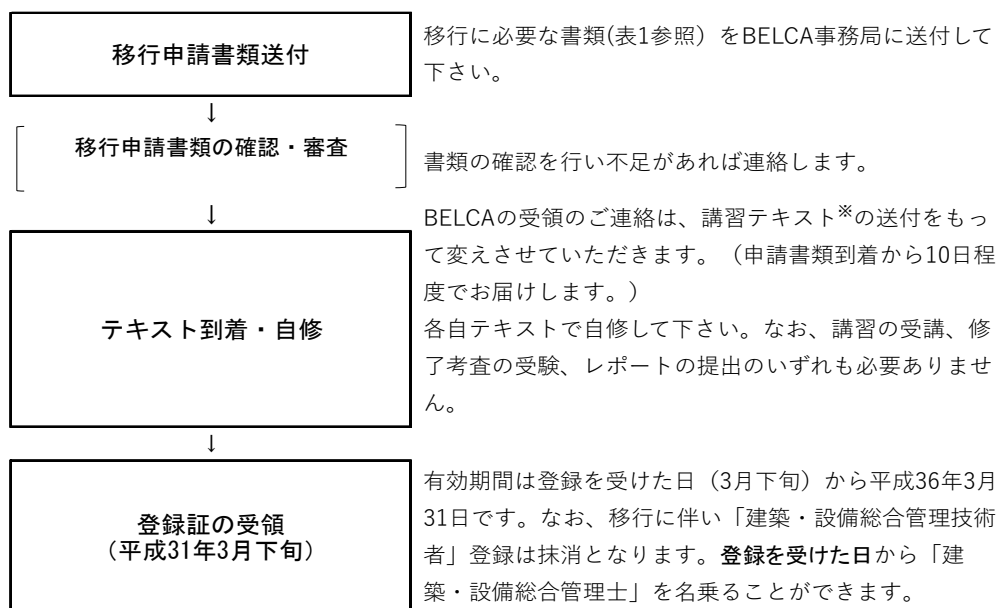 移行申請書類送付
移行に必要な書類(表1参照）をBELCA事務局に送付して
下さい。
↓
移行申請書類の確認・審査
書類の確認を行い不足があれば連絡します。
↓
BELCAの受領のご連絡は、講習テキスト※の送付をもっ
て変えさせていただきます。（申請書類到着から10日程
度でお届けします。）
テキスト到着・自修
各自テキストで自修して下さい。なお、講習の受講、修
了考査の受験、レポートの提出のいずれも必要ありませ
ん。
↓
登録証の受領
（平成31年3月下旬）
有効期間は登録を受けた日（3月下旬）から平成36年3月
31日です。なお、移行に伴い「建築・設備総合管理技術
者」登録は抹消となります。登録を受けた日から「建
築・設備総合管理士」を名乗ることができます。